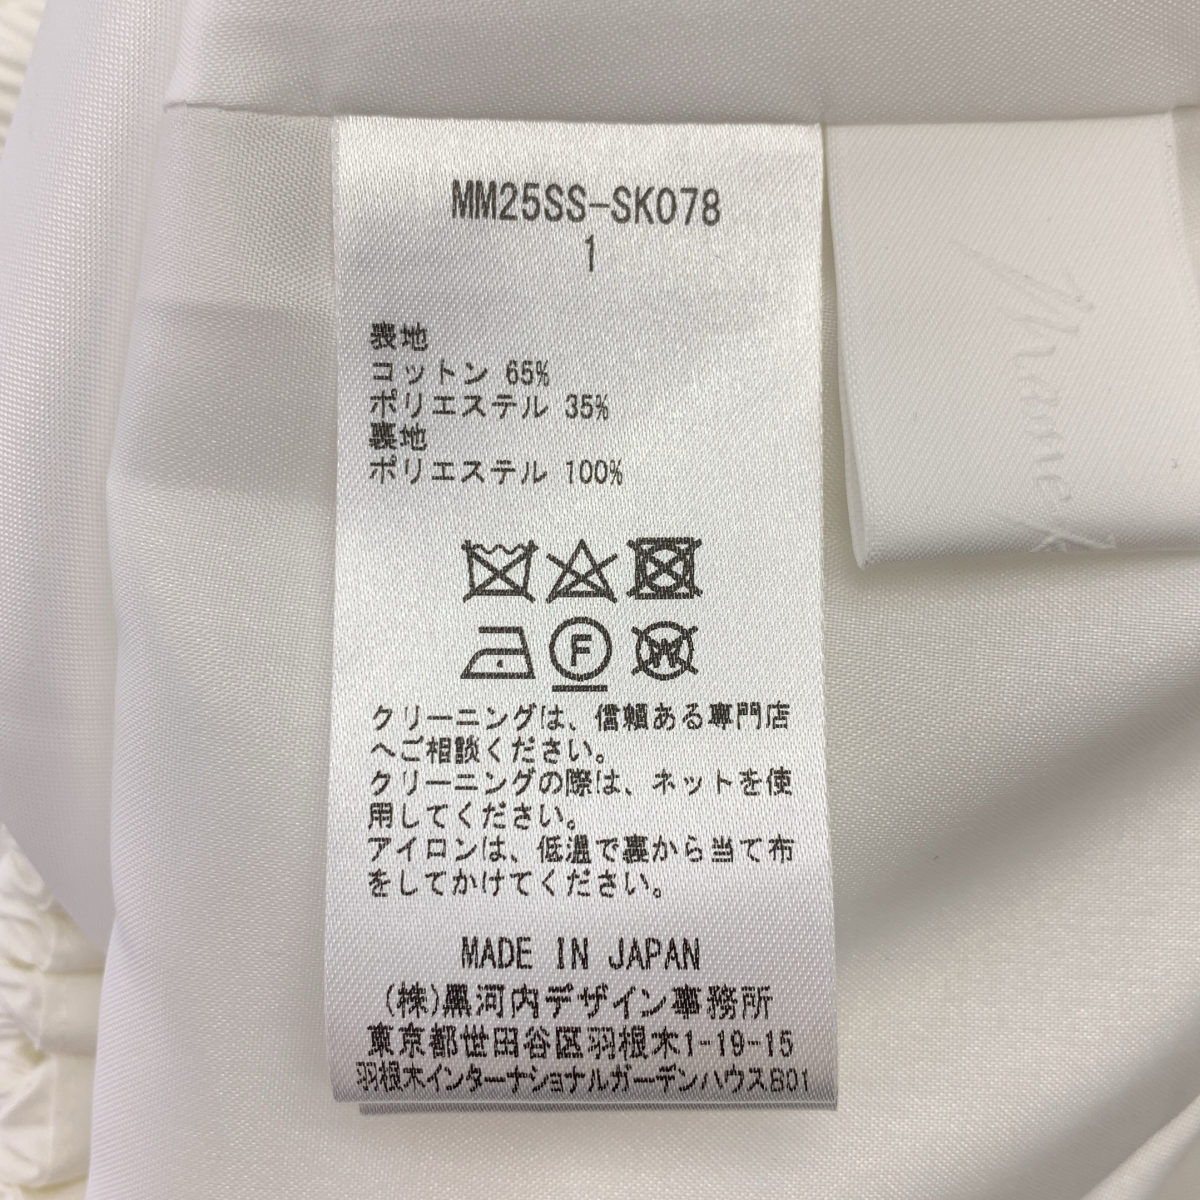 MM25SS-SK078
1
表地
コットン 65%
ポリエステル 35%
裏地
ポリエステル 100%
F
W
クリーニングは、信頼ある専門店
へご相談ください。
クリーニングの際は、ネットを使
用してください。
アイロンは、低温で裏から当て布
をしてかけてください。
MADE IN JAPAN
(株)黒河内デザイン事務所
東京都世田谷区羽根木1-19-15
羽根木インターナショナルガーデンハウスB01